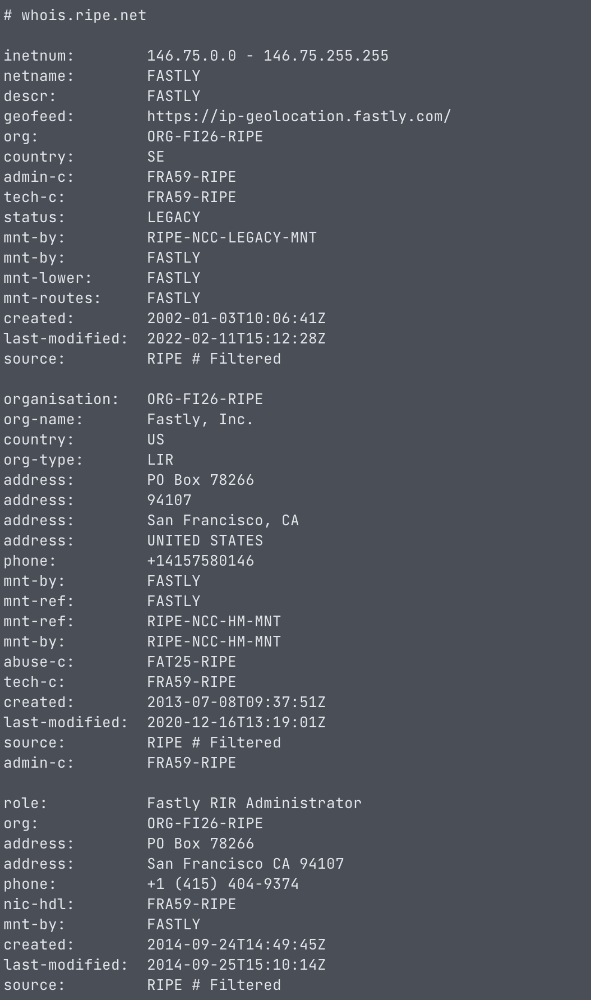 # whois.ripe.net

inetnum:        146.75.0.0 - 146.75.255.255
netname:        FASTLY
descr:          FASTLY
geofeed:        https://ip-geolocation.fastly.com/
org:            ORG-FI26-RIPE
country:        SE
admin-c:        FRA59-RIPE
tech-c:         FRA59-RIPE
status:         LEGACY
mnt-by:         RIPE-NCC-LEGACY-MNT
mnt-by:         FASTLY
mnt-lower:      FASTLY
mnt-routes:     FASTLY
created:        2002-01-03T10:06:41Z
last-modified:  2022-02-11T15:12:28Z
source:         RIPE # Filtered

organisation:   ORG-FI26-RIPE
org-name:       Fastly, Inc.
country:        US
org-type:       LIR
address:        PO Box 78266
address:        94107
address:        San Francisco, CA
address:        UNITED STATES
phone:          +14157580146
mnt-by:         FASTLY
mnt-ref:        FASTLY
mnt-ref:        RIPE-NCC-HM-MNT
mnt-by:         RIPE-NCC-HM-MNT
abuse-c:        FAT25-RIPE
tech-c:         FRA59-RIPE
created:        2013-07-08T09:37:51Z
last-modified:  2020-12-16T13:19:01Z
source:         RIPE # Filtered
admin-c:        FRA59-RIPE

role:           Fastly RIR Administrator
org:            ORG-FI26-RIPE
address:        PO Box 78266
address:        San Francisco CA 94107
phone:          +1 (415) 404-9374
nic-hdl:        FRA59-RIPE
mnt-by:         FASTLY
created:        2014-09-24T14:49:45Z
last-modified:  2014-09-25T15:10:14Z
source:         RIPE # Filtered